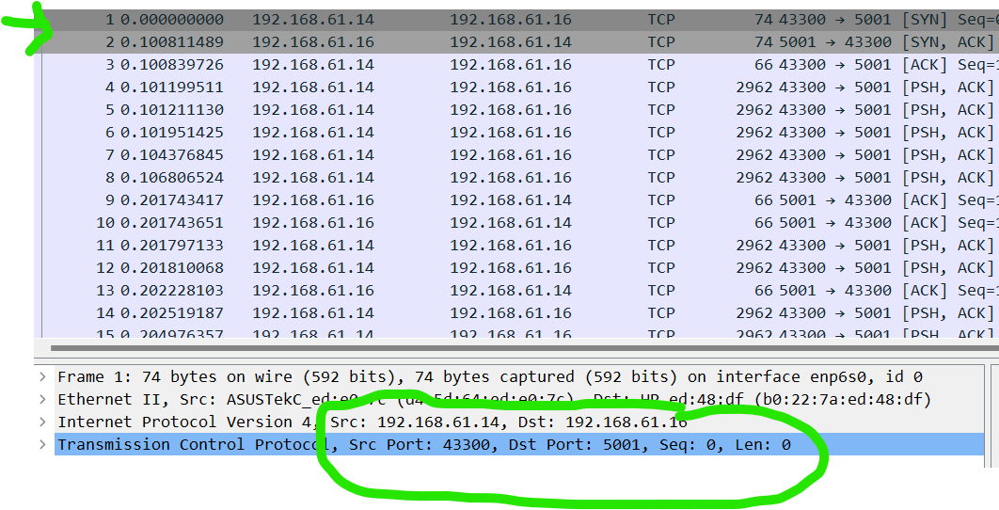 1 0.000000000 192.168.61.14 192.168.61.16 TCP 74 43300 → 5001 [SYN] Seq=0
2 0.100811489 192.168.61.16 192.168.61.14 TCP 74 5001 → 43300 [SYN, ACK]
3 0.100839726 192.168.61.14 192.168.61.16 TCP 66 43300 → 5001 [ACK] Seq=1
4 0.101199511 192.168.61.14 192.168.61.16 TCP 2962 43300 → 5001 [PSH, ACK]
5 0.101211130 192.168.61.14 192.168.61.16 TCP 2962 43300 → 5001 [PSH, ACK]
6 0.101951425 192.168.61.14 192.168.61.16 TCP 2962 43300 → 5001 [PSH, ACK]
7 0.104376845 192.168.61.14 192.168.61.16 TCP 2962 43300 → 5001 [PSH, ACK]
8 0.106806524 192.168.61.14 192.168.61.16 TCP 2962 43300 → 5001 [PSH, ACK]
9 0.201743417 192.168.61.16 192.168.61.14 TCP 66 5001 → 43300 [ACK] Seq=1
10 0.201743651 192.168.61.16 192.168.61.14 TCP 66 5001 → 43300 [ACK] Seq=1
11 0.201797133 192.168.61.14 192.168.61.16 TCP 2962 43300 → 5001 [PSH, ACK]
12 0.201810068 192.168.61.14 192.168.61.16 TCP 2962 43300 → 5001 [PSH, ACK]
13 0.202228103 192.168.61.16 192.168.61.14 TCP 66 5001 → 43300 [ACK] Seq=1
14 0.202519187 192.168.61.14 192.168.61.16 TCP 2962 43300 → 5001 [PSH, ACK]
15 0.204976357 192.168.61.14 192.168.61.16 TCP 2962 43300 → 5001 [PSH, ACK]
Frame 1: 74 bytes on wire (592 bits), 74 bytes captured (592 bits) on interface enp6s0, id 0
Ethernet II, Src: ASUSTekC_ed:e0:7c (d4:5d:64:ed:e0:7c), Dst: HP_ed:48:df (b0:22:7a:ed:48:df)
Internet Protocol Version 4, Src: 192.168.61.14, Dst: 192.168.61.16
Transmission Control Protocol, Src Port: 43300, Dst Port: 5001, Seq: 0, Len: 0